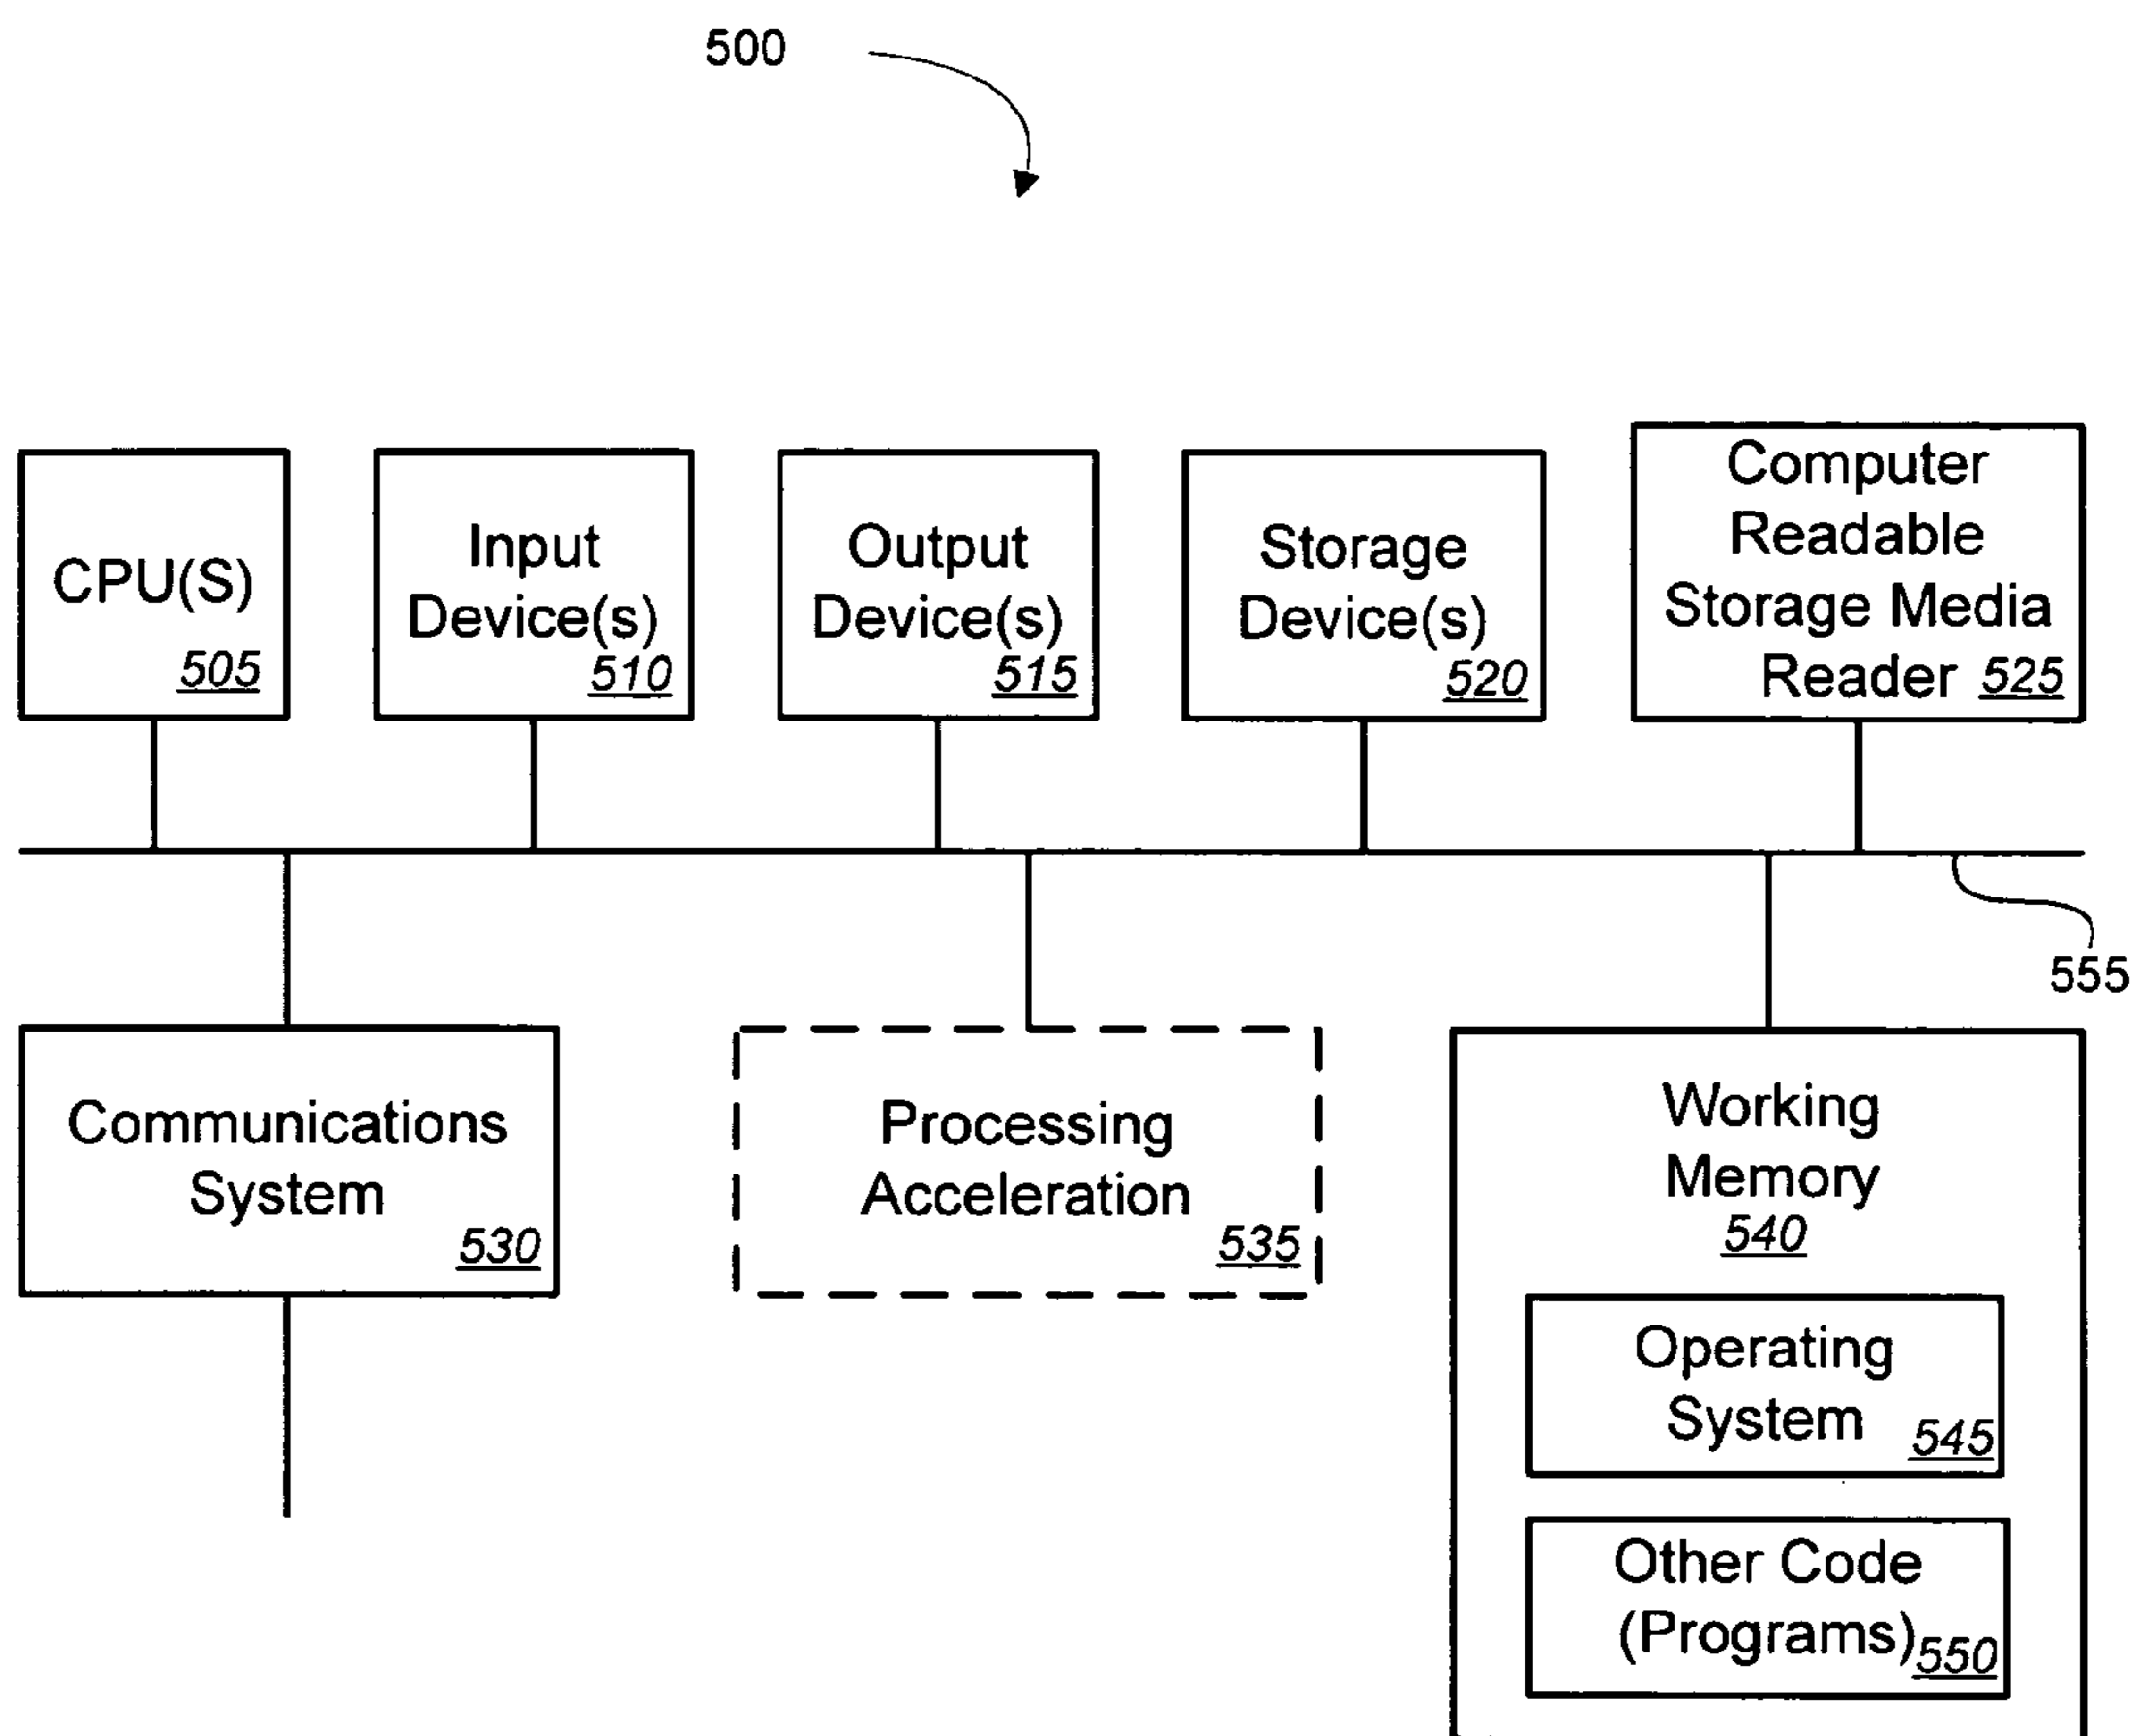 500
CPU(S)
505
Input
Device(s)
510
Output
Device(s)
515
Storage
Device(s)
520
Computer
Readable
Storage Media
Reader 525
555
Communications
System
530
Processing
Acceleration
535
Working
Memory
540
Operating
System
545
Other Code
(Programs)
550